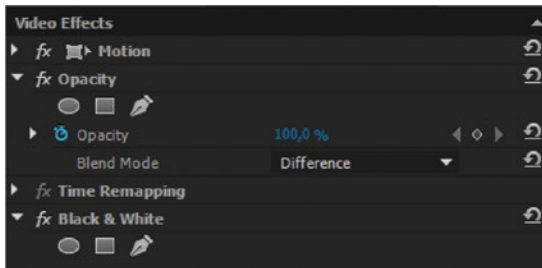 Video Effects
fx Motion
fx Opacity
Opacity 100,0 %
Blend Mode Difference
fx Time Remapping
fx Black & White